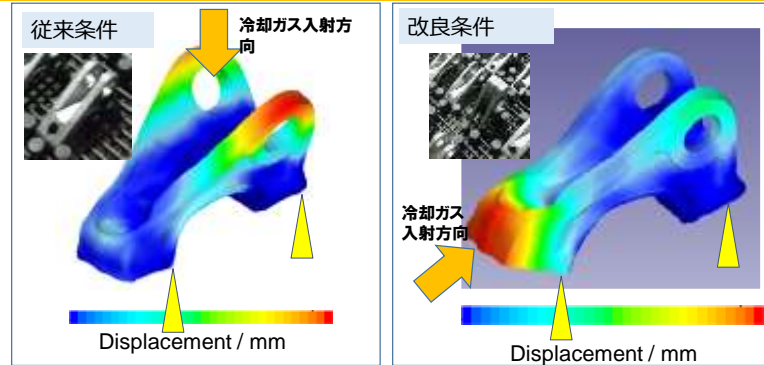 従来条件
冷却ガス入射方
向
Displacement / mm
改良条件
冷却ガス
入射方向
Displacement / mm